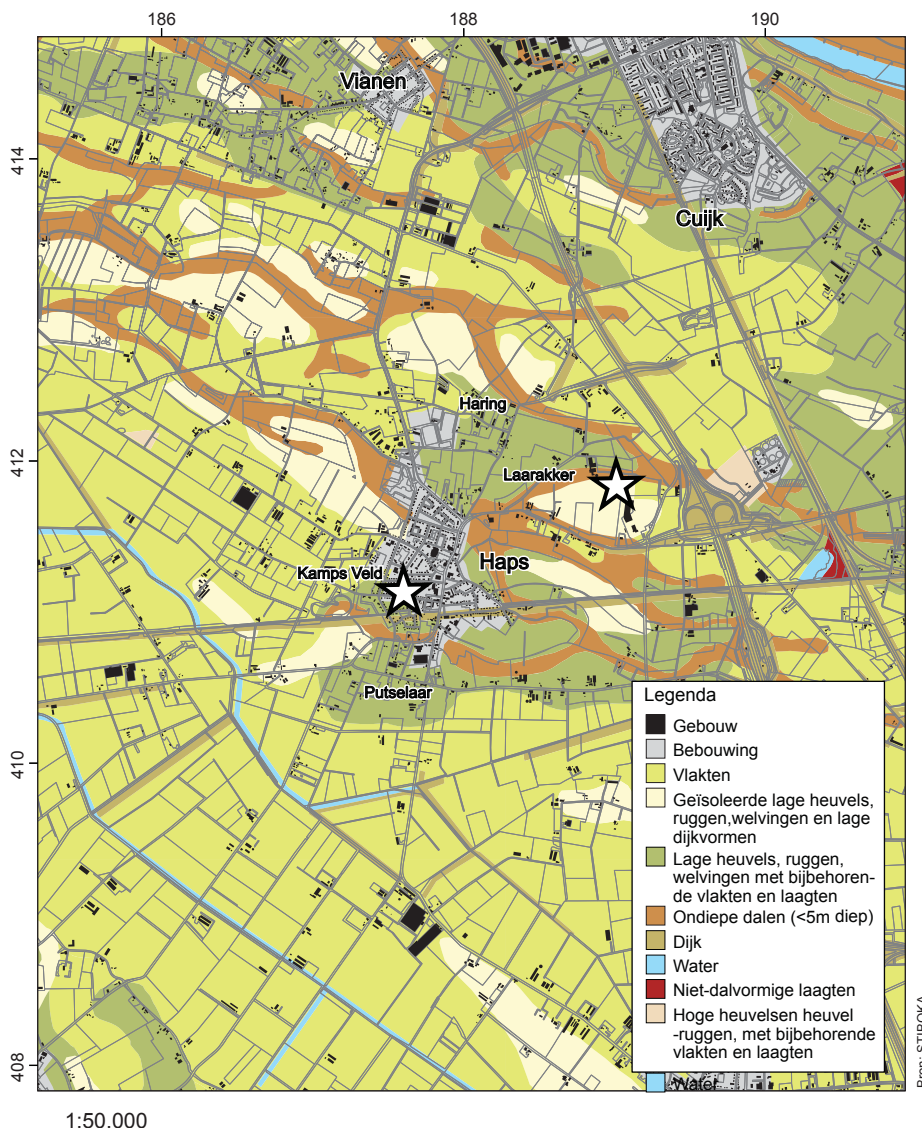 186
188
190
414
412
410
408
Vianen
Cuijk
Haring
Laarakker
Haps
Kamps Veld
Putselaar
Legenda
Gebouw
Bebouwing
Vlakten
Geïsoleerde lage heuvels,
ruggen,welvingen en lage
dijkvormen
Lage heuvels, ruggen,
welvingen met bijbehoren-
de vlakten en laagten
Ondiepe dalen (<5m diep)
Dijk
Water
Niet-dalvormige laagten
Hoge heuvelsen heuvel
-ruggen, met bijbehorende
vlakten en laagten
Water
Bron: STIBOKA
1:50.000